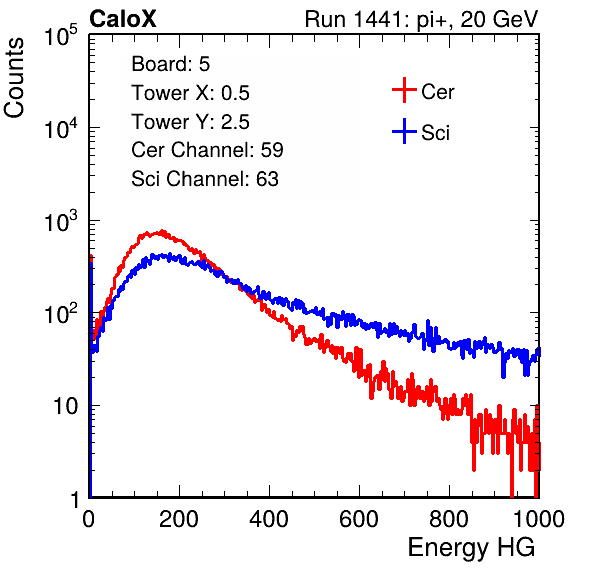 CaloX Run 1441: pi+, 20 GeV
Counts
10^5
10^4
10^3
10^2
10
1
Board: 5
Tower X: 0.5
Tower Y: 2.5
Cer Channel: 59
Sci Channel: 63
Cer
Sci
0 200 400 600 800 1000
Energy HG